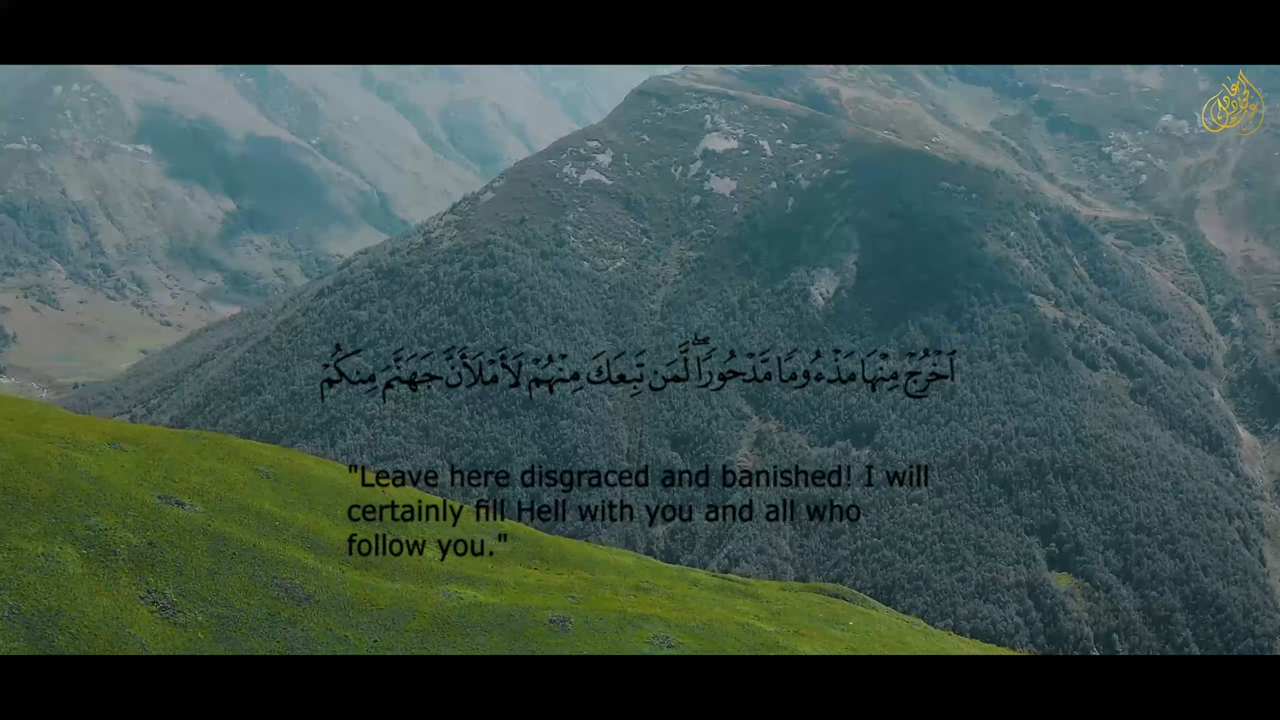 ٱخْرُجْ مِنْهَا مَذْءُومًا مَّدْحُورًا ۖ لَّمَن تَبِعَكَ مِنْهُمْ لَأَمْلَأَنَّ جَهَنَّمَ مِنكُمْ
"Leave here disgraced and banished! I will
certainly fill Hell with you and all who
follow you."